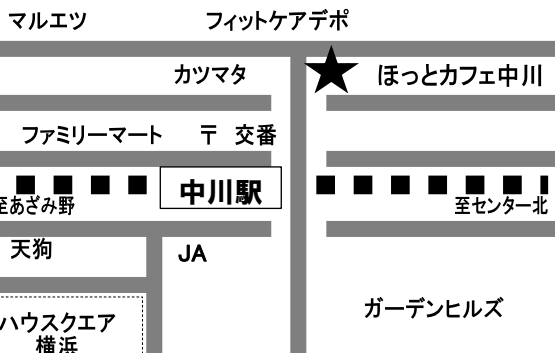 マルエツ
フィットケアデポ
カツマタ
ほっとカフェ中川
ファミリーマート
〒 交番
中川駅
至あざみ野
至センター北
天狗
JA
ガーデンヒルズ
ハウスクエア
横浜